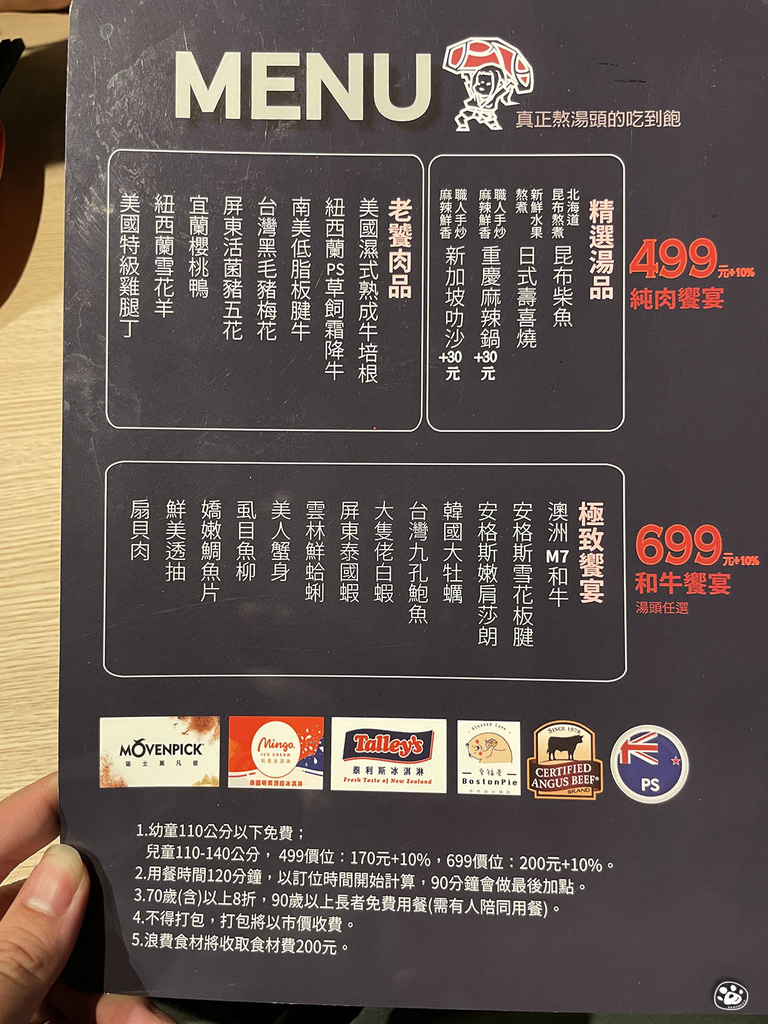 MENU
真正熬湯頭的吃到飽
499元+10%
純肉饗宴
精選湯品
北海道昆布熬煮 昆布柴魚
新鮮水果熬煮 日式壽喜燒
職人手炒麻辣鮮香 重慶麻辣鍋+30元
職人手炒麻辣鮮香 新加坡叻沙+30元
老饕肉品
美國濕式熟成牛培根
紐西蘭PS草飼霜降牛
南美低脂板腱牛
台灣黑毛豬梅花
屏東活菌豬五花
宜蘭櫻桃鴨
紐西蘭雪花羊
美國特級雞腿丁
699元+10%
和牛饗宴
湯頭任選
極致饗宴
澳洲M7和牛
安格斯雪花板腱
安格斯嫩肩莎朗
韓國大牡蠣
台灣九孔鮑魚
大隻佬白蝦
屏東泰國蝦
雲林鮮蛤蜊
美人蟹身
虱目魚柳
嬌嫩鯛魚片
鮮美透抽
扇貝肉
MÖVENPICK
瑞士莫凡彼
Mingo
ICE CREAM
Talley's
泰利斯冰淇淋
Fresh Taste of New Zealand
BostonPie
SINCE 1978
CERTIFIED
ANGUS BEEF®
BRAND
PS
1.幼童110公分以下免費；
兒童110-140公分， 499價位：170元+10%，699價位：200元+10%。
2.用餐時間120分鐘，以訂位時間開始計算，90分鐘會做最後加點。
3.70歲(含)以上8折，90歲以上長者免費用餐(需有人陪同用餐)。
4.不得打包，打包將以市價收費。
5.浪費食材將收取食材費200元。